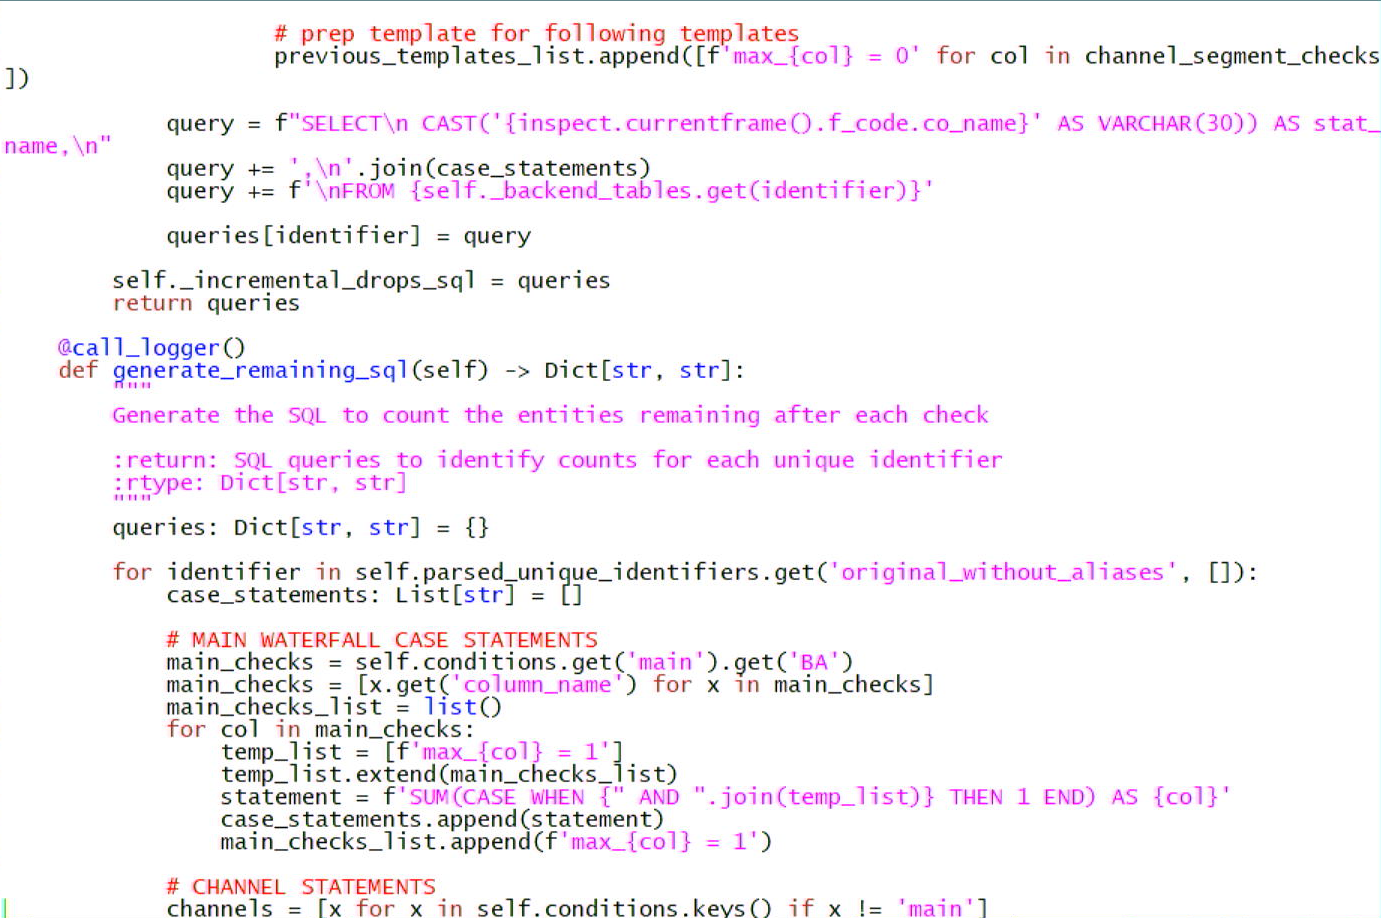 # prep template for following templates
previous_templates_list.append([f'max_{col} = 0' for col in channel_segment_checks
])
query = f"SELECT\n CAST('{inspect.currentframe().f_code.co_name}' AS VARCHAR(30)) AS stat_
name,\n"
query += ',\n'.join(case_statements)
query += f'\nFROM {self._backend_tables.get(identifier)}'
queries[identifier] = query
self._incremental_drops_sql = queries
return queries
@call_logger()
def generate_remaining_sql(self) -> Dict[str, str]:
"""
Generate the SQL to count the entities remaining after each check
:return: SQL queries to identify counts for each unique identifier
:rtype: Dict[str, str]
"""
queries: Dict[str, str] = {}
for identifier in self.parsed_unique_identifiers.get('original_without_aliases', []):
case_statements: List[str] = []
# MAIN WATERFALL CASE STATEMENTS
main_checks = self.conditions.get('main').get('BA')
main_checks = [x.get('column_name') for x in main_checks]
main_checks_list = list()
for col in main_checks:
temp_list = [f'max_{col} = 1']
temp_list.extend(main_checks_list)
statement = f'SUM(CASE WHEN {" AND ".join(temp_list)} THEN 1 END) AS {col}'
case_statements.append(statement)
main_checks_list.append(f'max_{col} = 1')
# CHANNEL STATEMENTS
channels = [x for x in self.conditions.keys() if x != 'main']